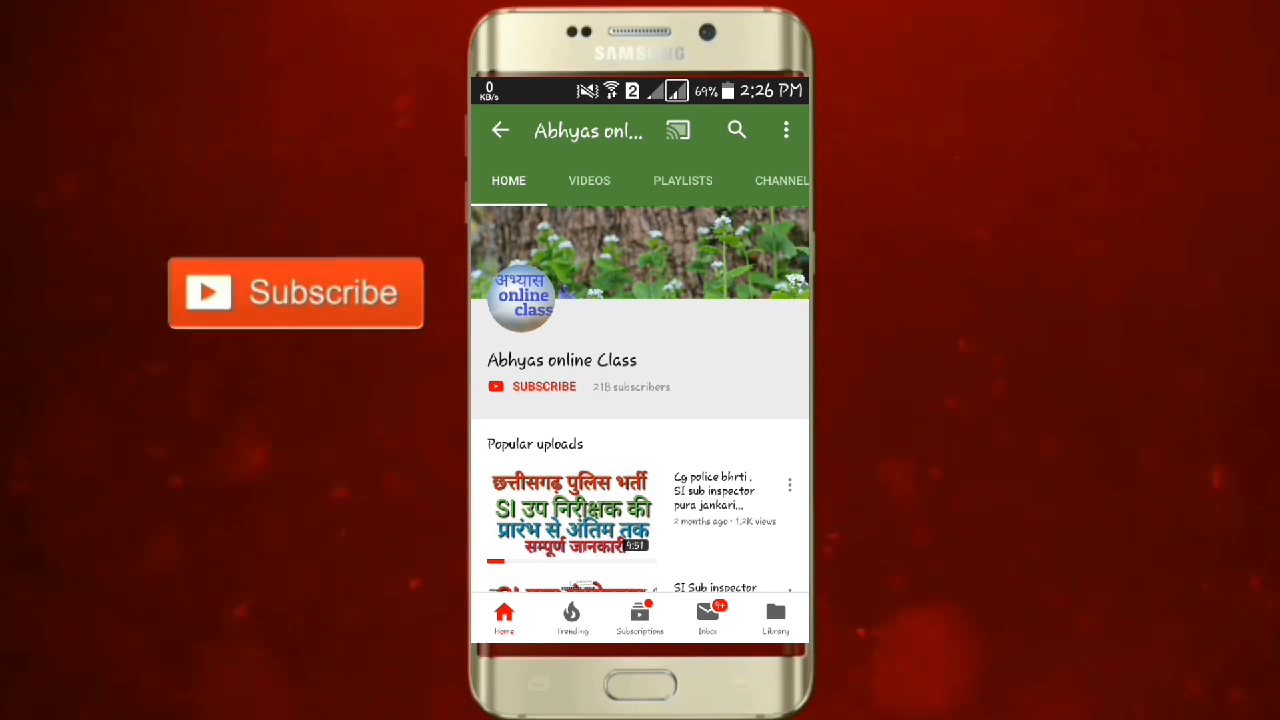 SAMSUNG
0
KB/s
2
69%
2:26 PM
Abhyas onl...
HOME
VIDEOS
PLAYLISTS
CHANNEL
अभ्यास
online
class
Subscribe
Abhyas online Class
SUBSCRIBE
218 subscribers
Popular uploads
छत्तीसगढ़ पुलिस भर्ती
SI उप निरीक्षक की
प्रारंभ से अंतिम तक
सम्पूर्ण जानकारी
9:51
Cg police bhrti .
SI sub inspector
pura jankari...
2 months ago · 1.2K views
SI Sub inspector
Home
Trending
Subscriptions
9+
Inbox
Library